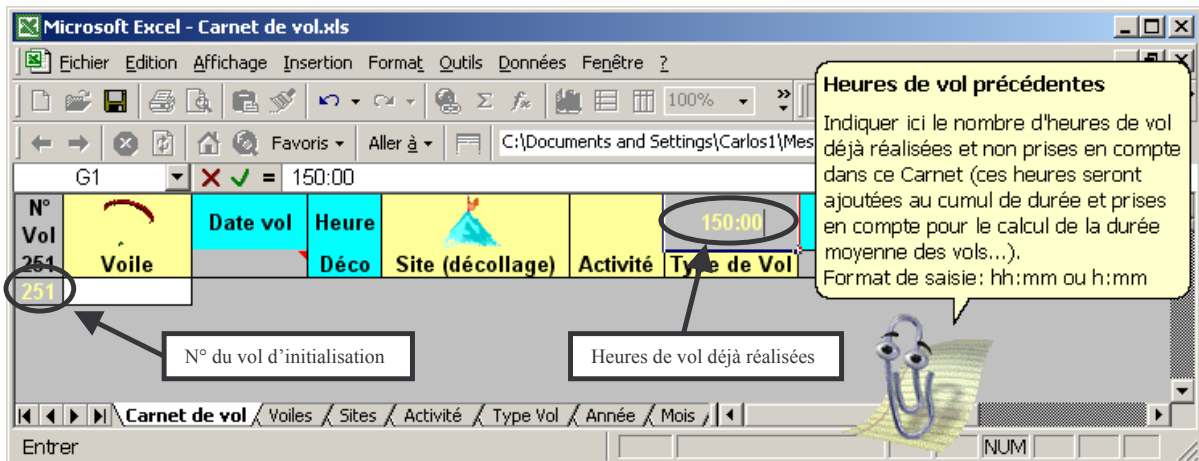 Microsoft Excel - Carnet de vol.xls
Fichier Edition Affichage Insertion Format Outils Données Fenêtre ?
100%
Favoris Aller à C:\Documents and Settings\Carlos1\Mes
G1 = 150:00
Heures de vol précédentes
Indiquer ici le nombre d'heures de vol
déjà réalisées et non prises en compte
dans ce Carnet (ces heures seront
ajoutées au cumul de durée et prises
en compte pour le calcul de la durée
moyenne des vols...).
Format de saisie: hh:mm ou h:mm
N°
Vol
251
Voile
Date vol
Heure
Déco
Site (décollage)
Activité
150:00
Type de Vol
251
N° du vol d'initialisation
Heures de vol déjà réalisées
Carnet de vol Voiles Sites Activité Type Vol Année Mois
Entrer NUM